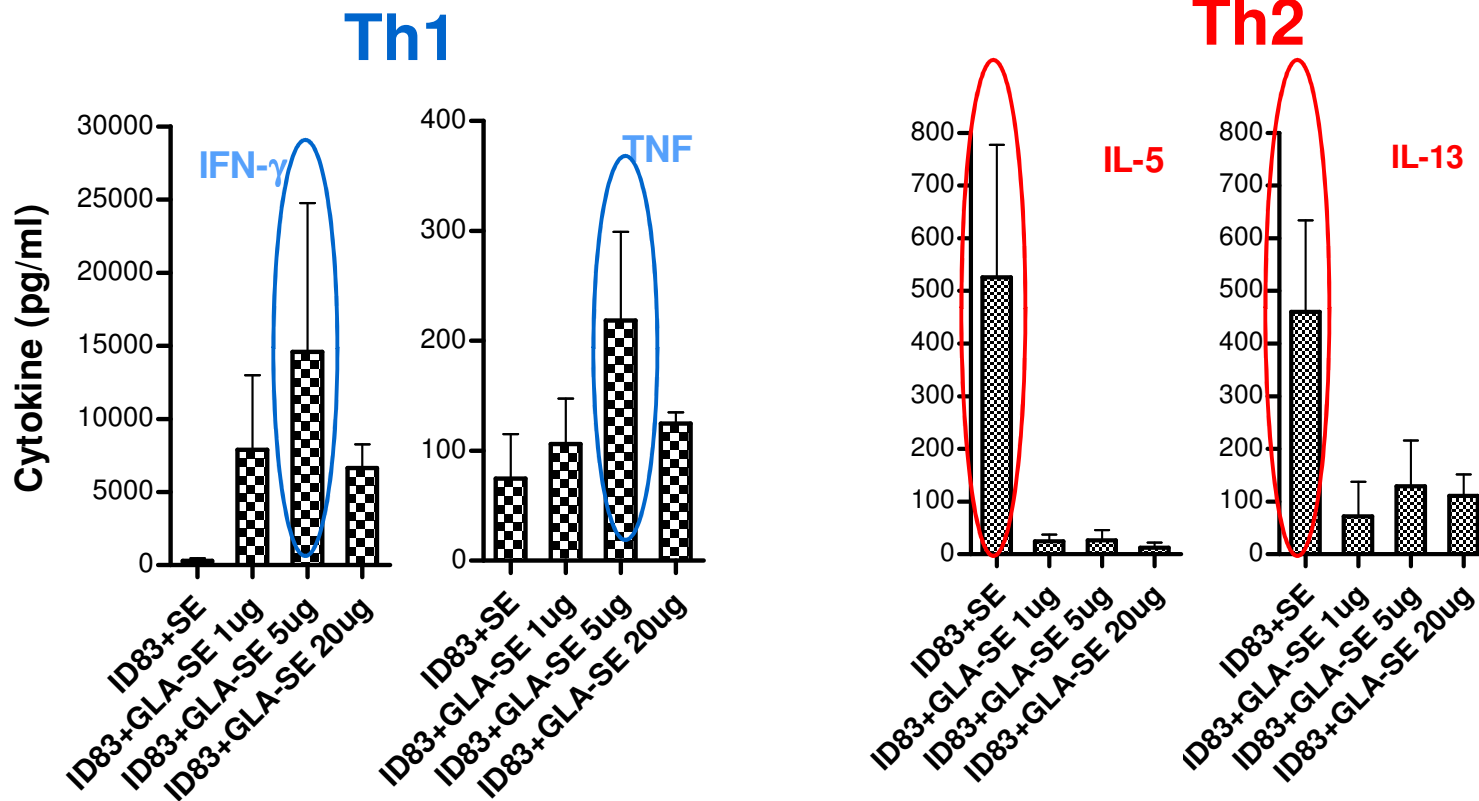 Th1
Th2
Cytokine (pg/ml)
30000
25000
20000
15000
10000
5000
0
IFN-γ
ID83+SE
ID83+GLA-SE 1ug
ID83+GLA-SE 5ug
ID83+GLA-SE 20ug
400
300
200
100
0
TNF
ID83+SE
ID83+GLA-SE 1ug
ID83+GLA-SE 5ug
ID83+GLA-SE 20ug
800
700
600
500
400
300
200
100
0
IL-5
ID83+SE
ID83+GLA-SE 1ug
ID83+GLA-SE 5ug
ID83+GLA-SE 20ug
800
700
600
500
400
300
200
100
0
IL-13
ID83+SE
ID83+GLA-SE 1ug
ID83+GLA-SE 5ug
ID83+GLA-SE 20ug